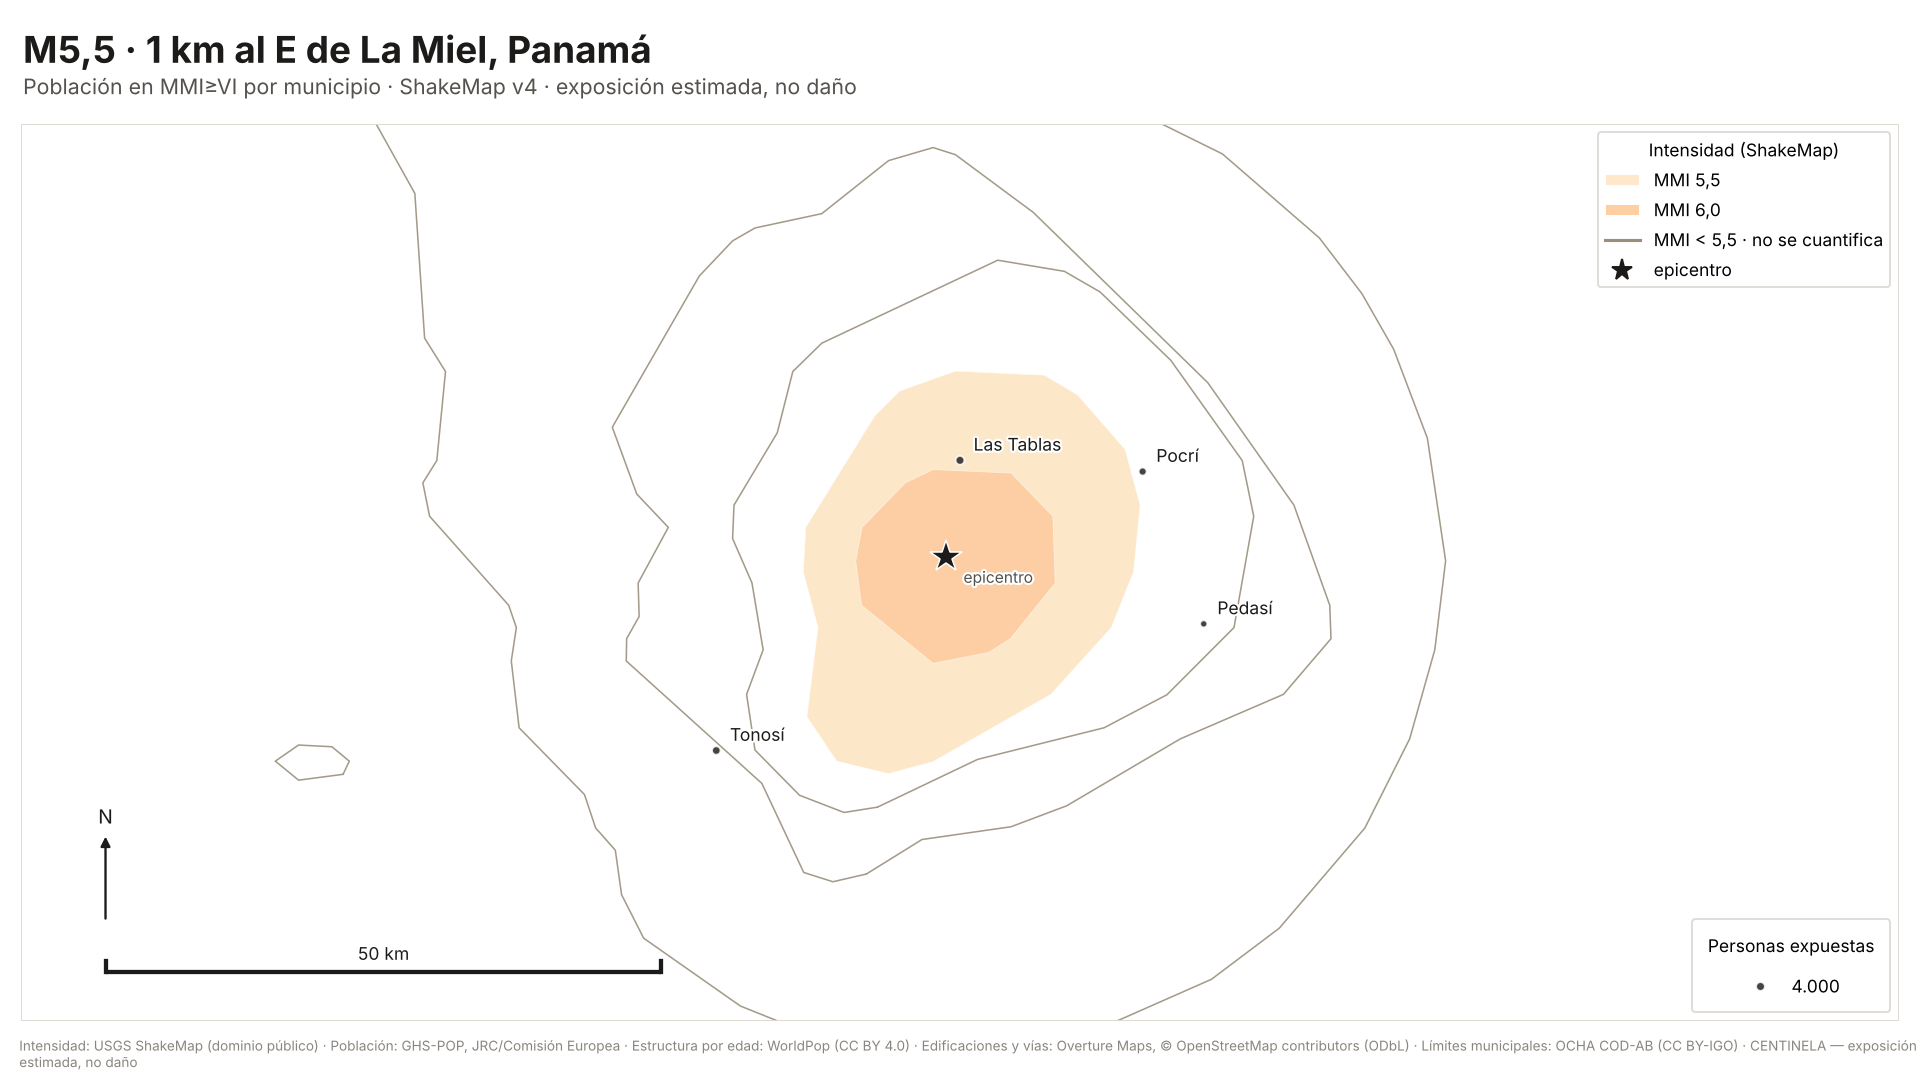 M5,5 · 1 km al E de La Miel, Panamá
Población en MMI≥VI por municipio · ShakeMap v4 · exposición estimada, no daño
Intensidad (ShakeMap)
MMI 5,5
MMI 6,0
MMI < 5,5 · no se cuantifica
epicentro
Las Tablas
Pocrí
epicentro
Pedasí
Tonosí
N
50 km
Personas expuestas
4.000
Intensidad: USGS ShakeMap (dominio público) · Población: GHS-POP, JRC/Comisión Europea · Estructura por edad: WorldPop (CC BY 4.0) · Edificaciones y vías: Overture Maps, © OpenStreetMap contributors (ODbL) · Límites municipales: OCHA COD-AB (CC BY-IGO) · CENTINELA — exposición
estimada, no daño